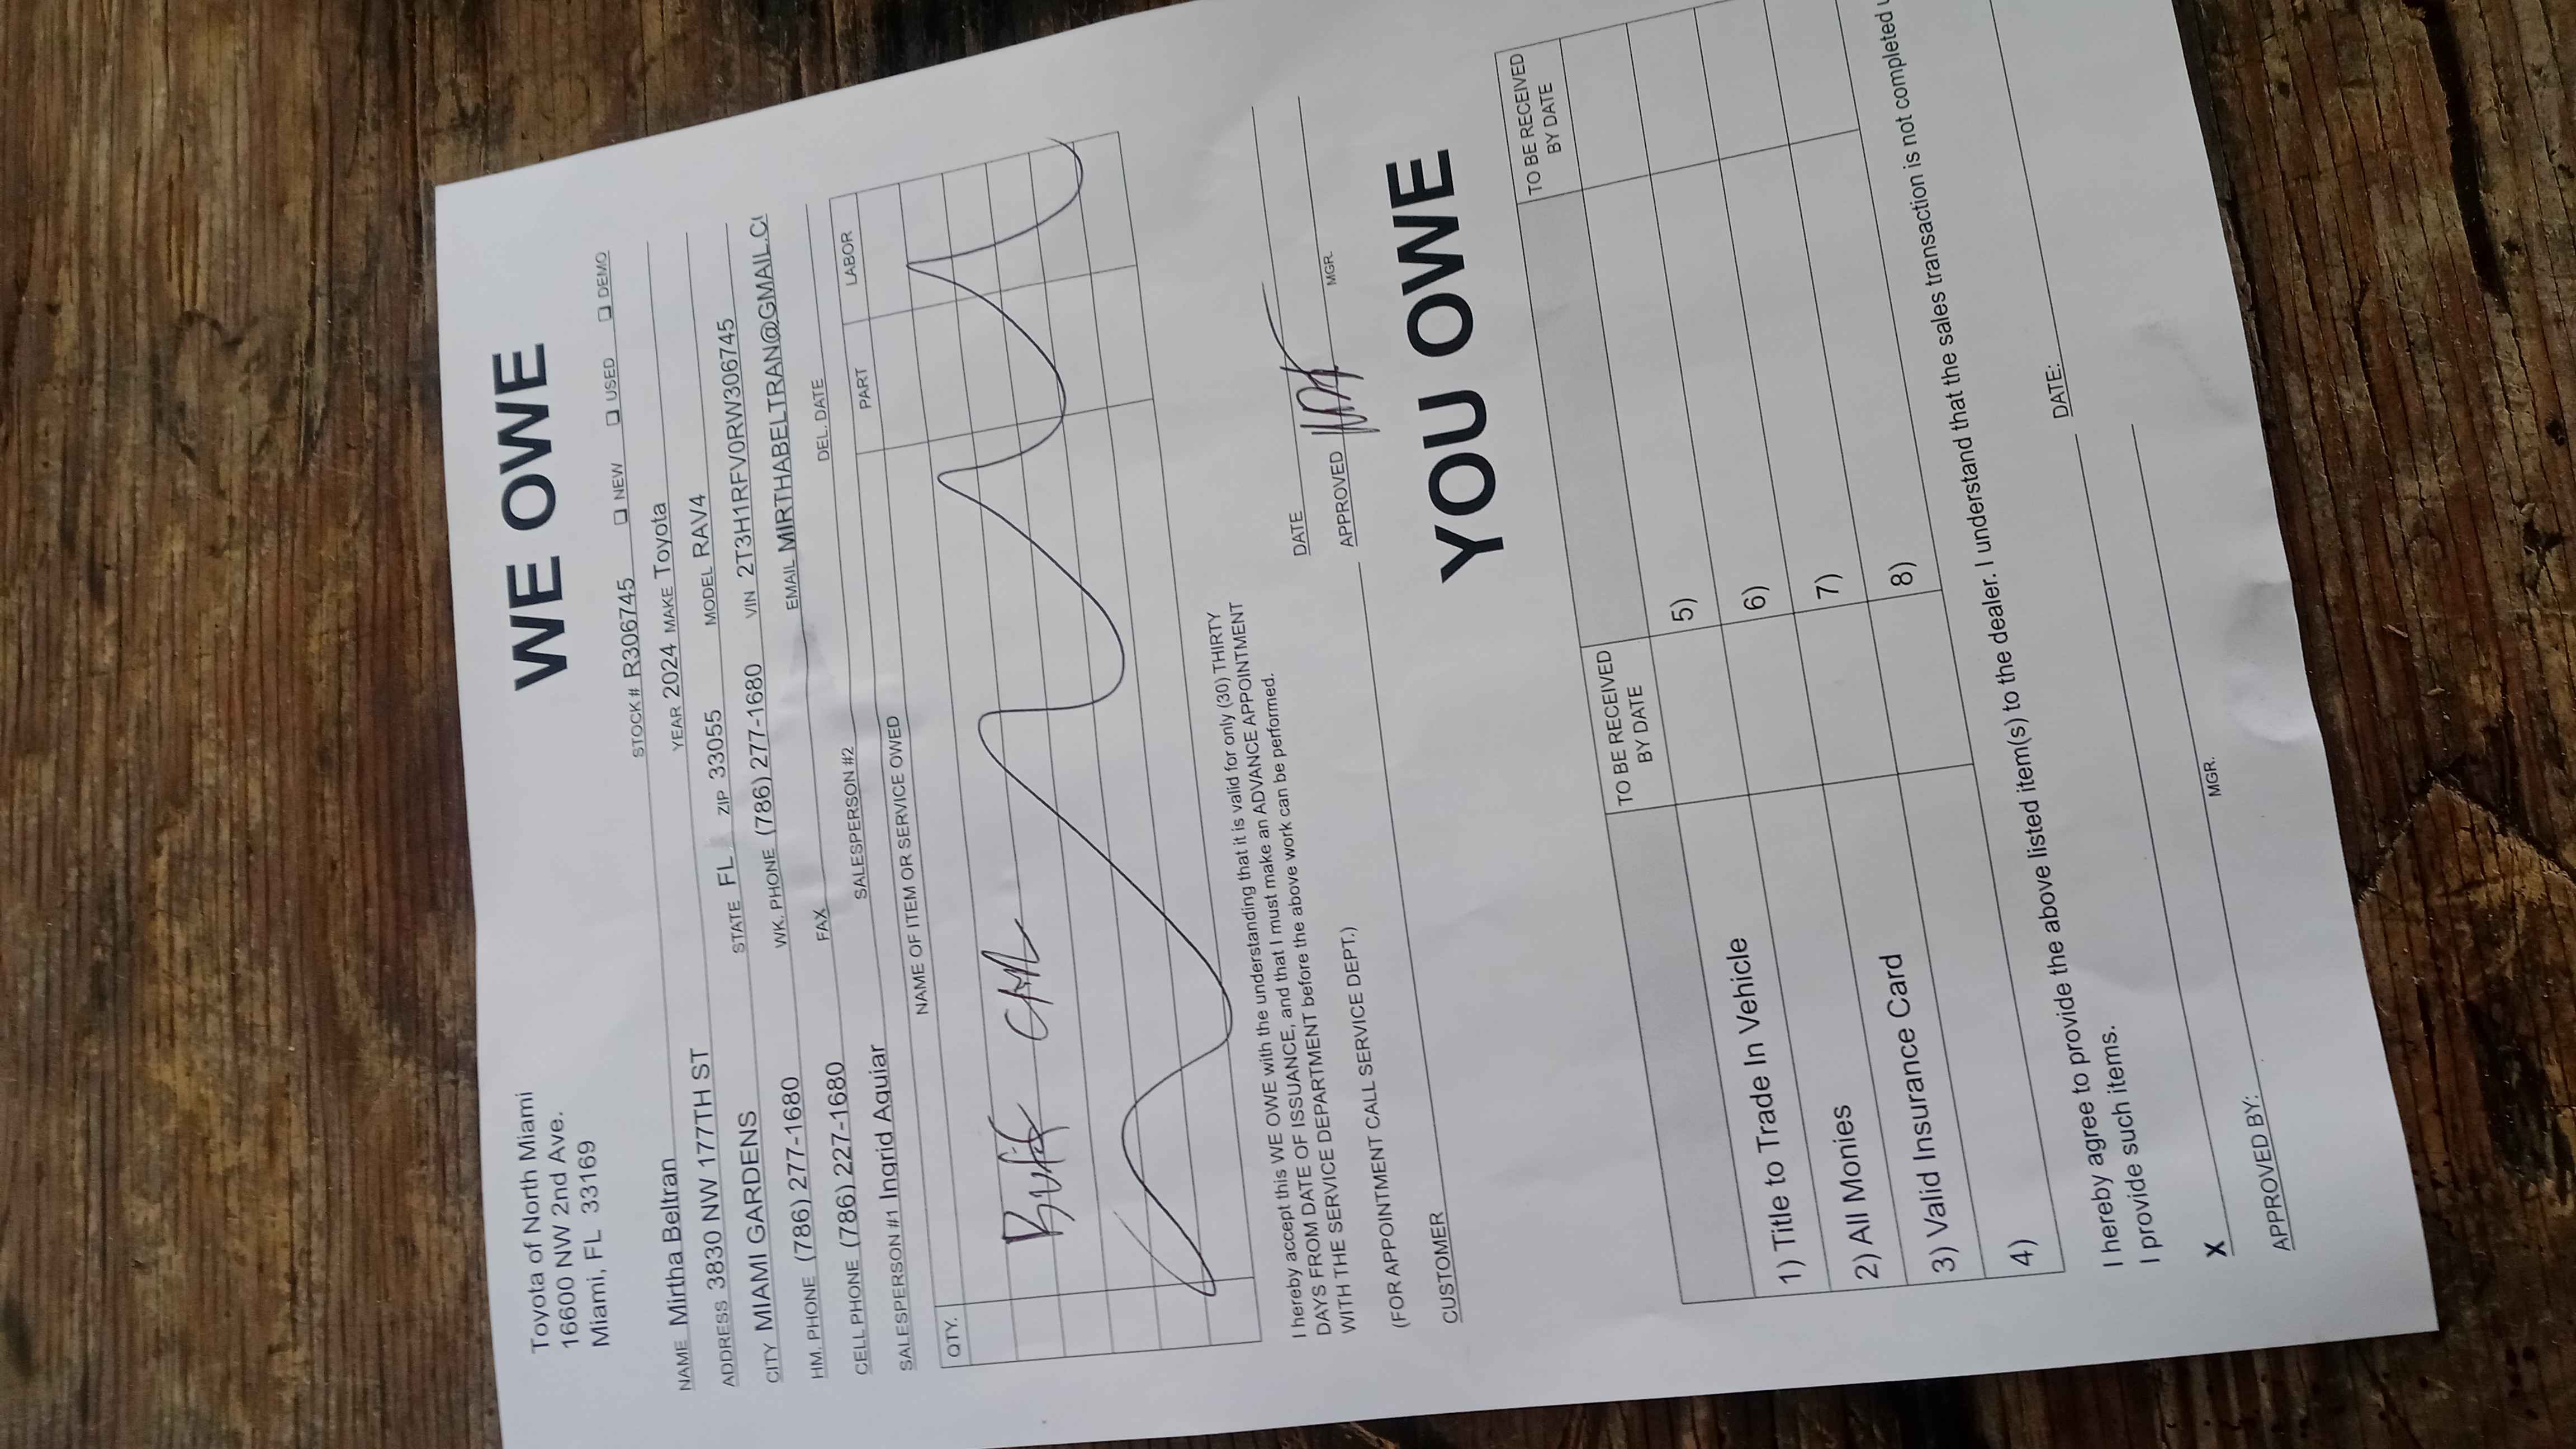 Toyota of North Miami
16600 NW 2nd Ave.
Miami, FL 33169
WE OWE
STOCK# R306745 NEW USED DEMO
NAME Mirtha Beltran YEAR 2024 MAKE Toyota
ADDRESS 3830 NW 177TH ST MODEL RAV4
CITY MIAMI GARDENS STATE FL ZIP 33055 VIN 2T3H1RFV0RW306745
HM. PHONE (786) 277-1680 WK. PHONE (786) 277-1680 EMAIL MIRTHABELTRAN@GMAIL.C
CELL PHONE (786) 227-1680 FAX DEL. DATE
SALESPERSON #1 Ingrid Aguiar SALESPERSON #2
QTY. NAME OF ITEM OR SERVICE OWED PART LABOR
I hereby accept this WE OWE with the understanding that it is valid for only (30) THIRTY
DAYS FROM DATE OF ISSUANCE, and that I must make an ADVANCE APPOINTMENT
WITH THE SERVICE DEPARTMENT before the above work can be performed.
(FOR APPOINTMENT CALL SERVICE DEPT.)
DATE
CUSTOMER APPROVED MGR.
YOU OWE
TO BE RECEIVED BY DATE TO BE RECEIVED BY DATE
1) Title to Trade In Vehicle 5)
2) All Monies 6)
3) Valid Insurance Card 7)
4) 8)
I hereby agree to provide the above listed item(s) to the dealer. I understand that the sales transaction is not completed
I provide such items.
X DATE:
APPROVED BY: MGR.